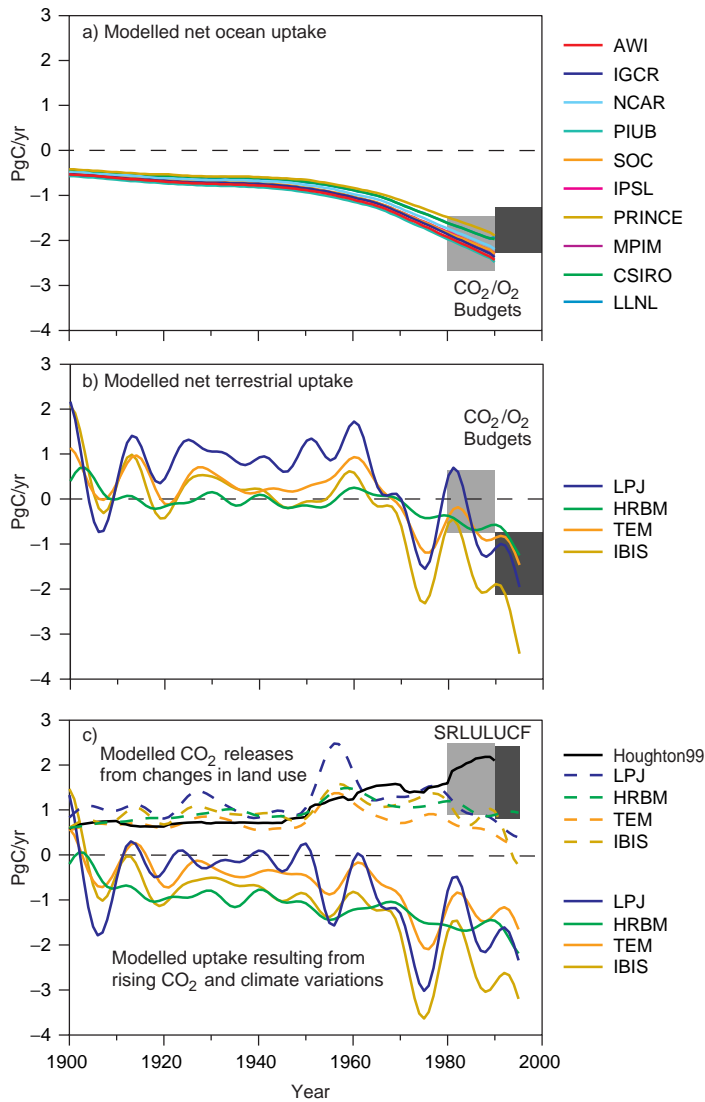 3
a) Modelled net ocean uptake
2
1
0
−1
−2
−3
−4
PgC/yr
CO₂/O₂
Budgets
AWI
IGCR
NCAR
PIUB
SOC
IPSL
PRINCE
MPIM
CSIRO
LLNL
3
b) Modelled net terrestrial uptake
2
1
0
−1
−2
−3
−4
PgC/yr
CO₂/O₂
Budgets
LPJ
HRBM
TEM
IBIS
3
c)
SRLULUCF
Modelled CO₂ releases
from changes in land use
2
1
0
−1
−2
−3
−4
PgC/yr
Modelled uptake resulting from
rising CO₂ and climate variations
Houghton99
LPJ
HRBM
TEM
IBIS
LPJ
HRBM
TEM
IBIS
1900 1920 1940 1960 1980 2000
Year